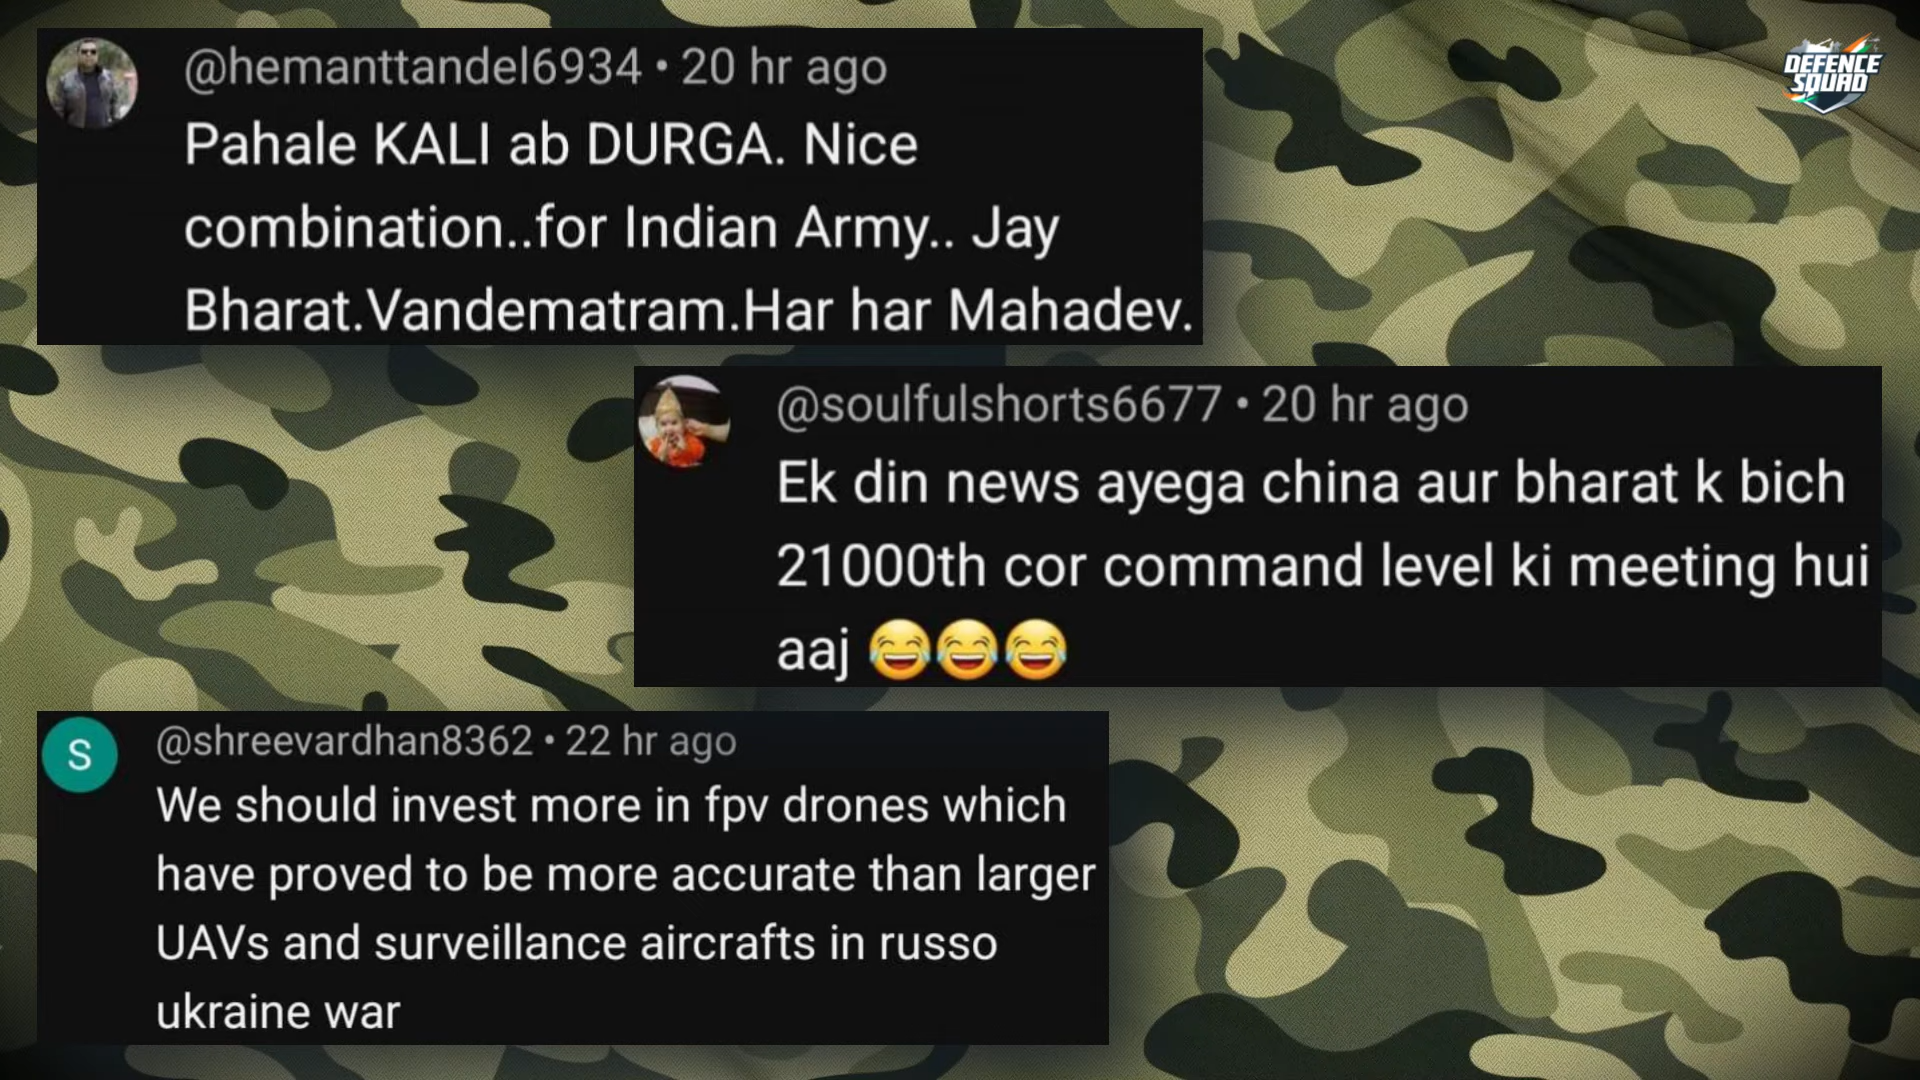 DEFENCE
SQUAD
@hemanttandel6934 • 20 hr ago
Pahale KALI ab DURGA. Nice
combination..for Indian Army.. Jay
Bharat.Vandematram.Har har Mahadev.
@soulfulshorts6677 • 20 hr ago
Ek din news ayega china aur bharat k bich
21000th cor command level ki meeting hui
aaj 😂😂😂
S
@shreevardhan8362 • 22 hr ago
We should invest more in fpv drones which
have proved to be more accurate than larger
UAVs and surveillance aircrafts in russo
ukraine war